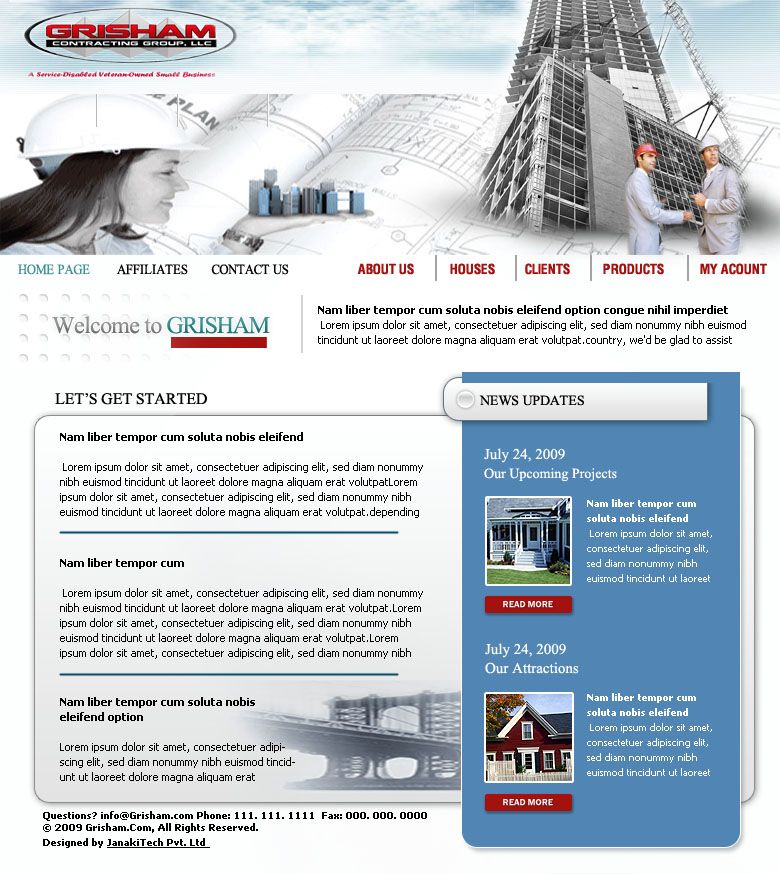 GRISHAM
CONTRACTING GROUP, LLC
A Service-Disabled Veteran-Owned Small Business
PLAN
HOME PAGE AFFILIATES CONTACT US ABOUT US HOUSES CLIENTS PRODUCTS MY ACOUNT
Welcome to GRISHAM
Nam liber tempor cum soluta nobis eleifend option congue nihil imperdiet
Lorem ipsum dolor sit amet, consectetuer adipiscing elit, sed diam nonummy nibh euismod
tincidunt ut laoreet dolore magna aliquam erat volutpat.country, we'd be glad to assist
LET'S GET STARTED
Nam liber tempor cum soluta nobis eleifend
Lorem ipsum dolor sit amet, consectetuer adipiscing elit, sed diam nonummy
nibh euismod tincidunt ut laoreet dolore magna aliquam erat volutpatLorem
ipsum dolor sit amet, consectetuer adipiscing elit, sed diam nonummy nibh
euismod tincidunt ut laoreet dolore magna aliquam erat volutpat.depending
Nam liber tempor cum
Lorem ipsum dolor sit amet, consectetuer adipiscing elit, sed diam nonummy
nibh euismod tincidunt ut laoreet dolore magna aliquam erat volutpat.Lorem
ipsum dolor sit amet, consectetuer adipiscing elit, sed diam nonummy nibh
euismod tincidunt ut laoreet dolore magna aliquam erat volutpat.Lorem
ipsum dolor sit amet, consectetuer adipiscing elit, sed diam nonummy nibh
Nam liber tempor cum soluta nobis
eleifend option
Lorem ipsum dolor sit amet, consectetuer adipi-
scing elit, sed diam nonummy nibh euismod tincid-
unt ut laoreet dolore magna aliquam erat
NEWS UPDATES
July 24, 2009
Our Upcoming Projects
Nam liber tempor cum
soluta nobis eleifend
Lorem ipsum dolor sit amet,
consectetuer adipiscing elit,
sed diam nonummy nibh
euismod tincidunt ut laoreet
READ MORE
July 24, 2009
Our Attractions
Nam liber tempor cum
soluta nobis eleifend
Lorem ipsum dolor sit amet,
consectetuer adipiscing elit,
sed diam nonummy nibh
euismod tincidunt ut laoreet
READ MORE
Questions? info@Grisham.com Phone: 111. 111. 1111 Fax: 000. 000. 0000
© 2009 Grisham.Com, All Rights Reserved.
Designed by JanakiTech Pvt. Ltd